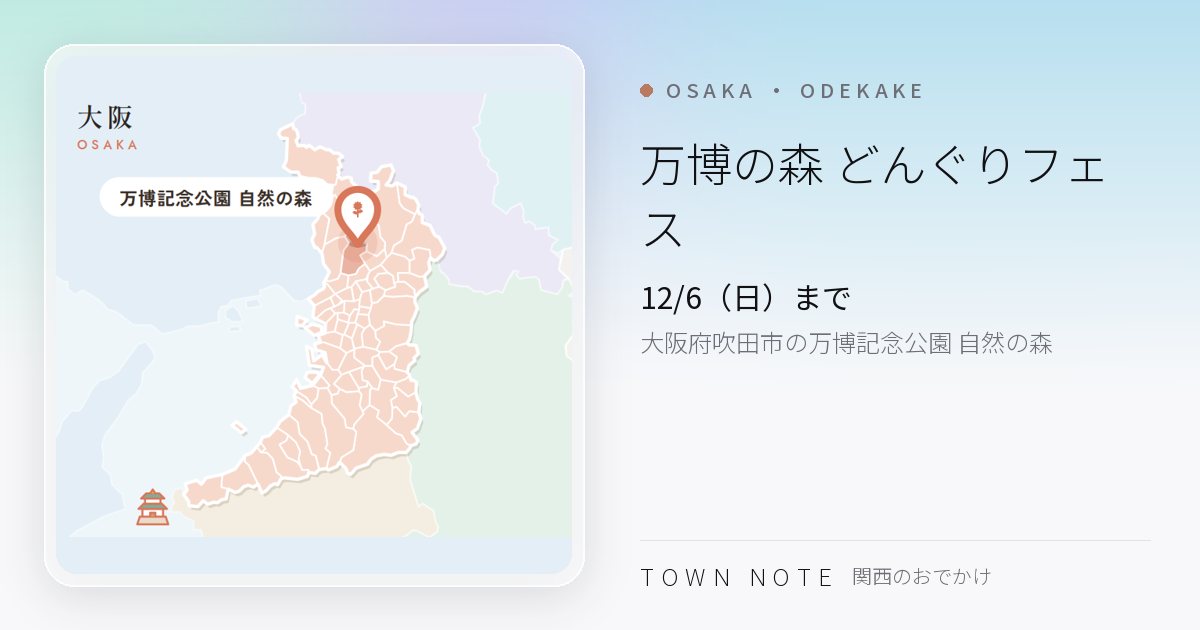 大阪
OSAKA
万博記念公園 自然の森
OSAKA • ODEKAKE
万博の森 どんぐりフェ
ス
12/6（日）まで
大阪府吹田市の万博記念公園 自然の森
TOWN NOTE 関西のおでかけ